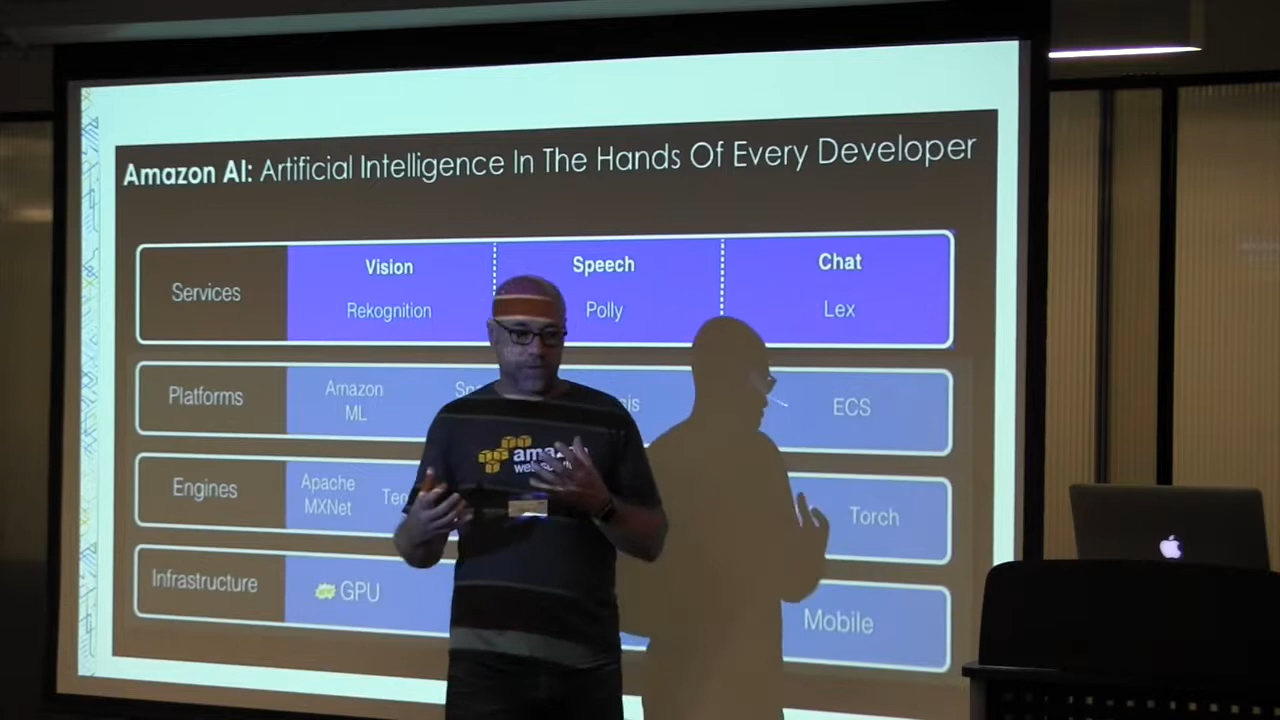 Amazon AI: Artificial Intelligence In The Hands Of Every Developer
Services
Vision
Speech
Chat
Rekognition
Polly
Lex
Platforms
Amazon
ML
ECS
Engines
Apache
MXNet
Torch
Infrastructure
GPU
Mobile